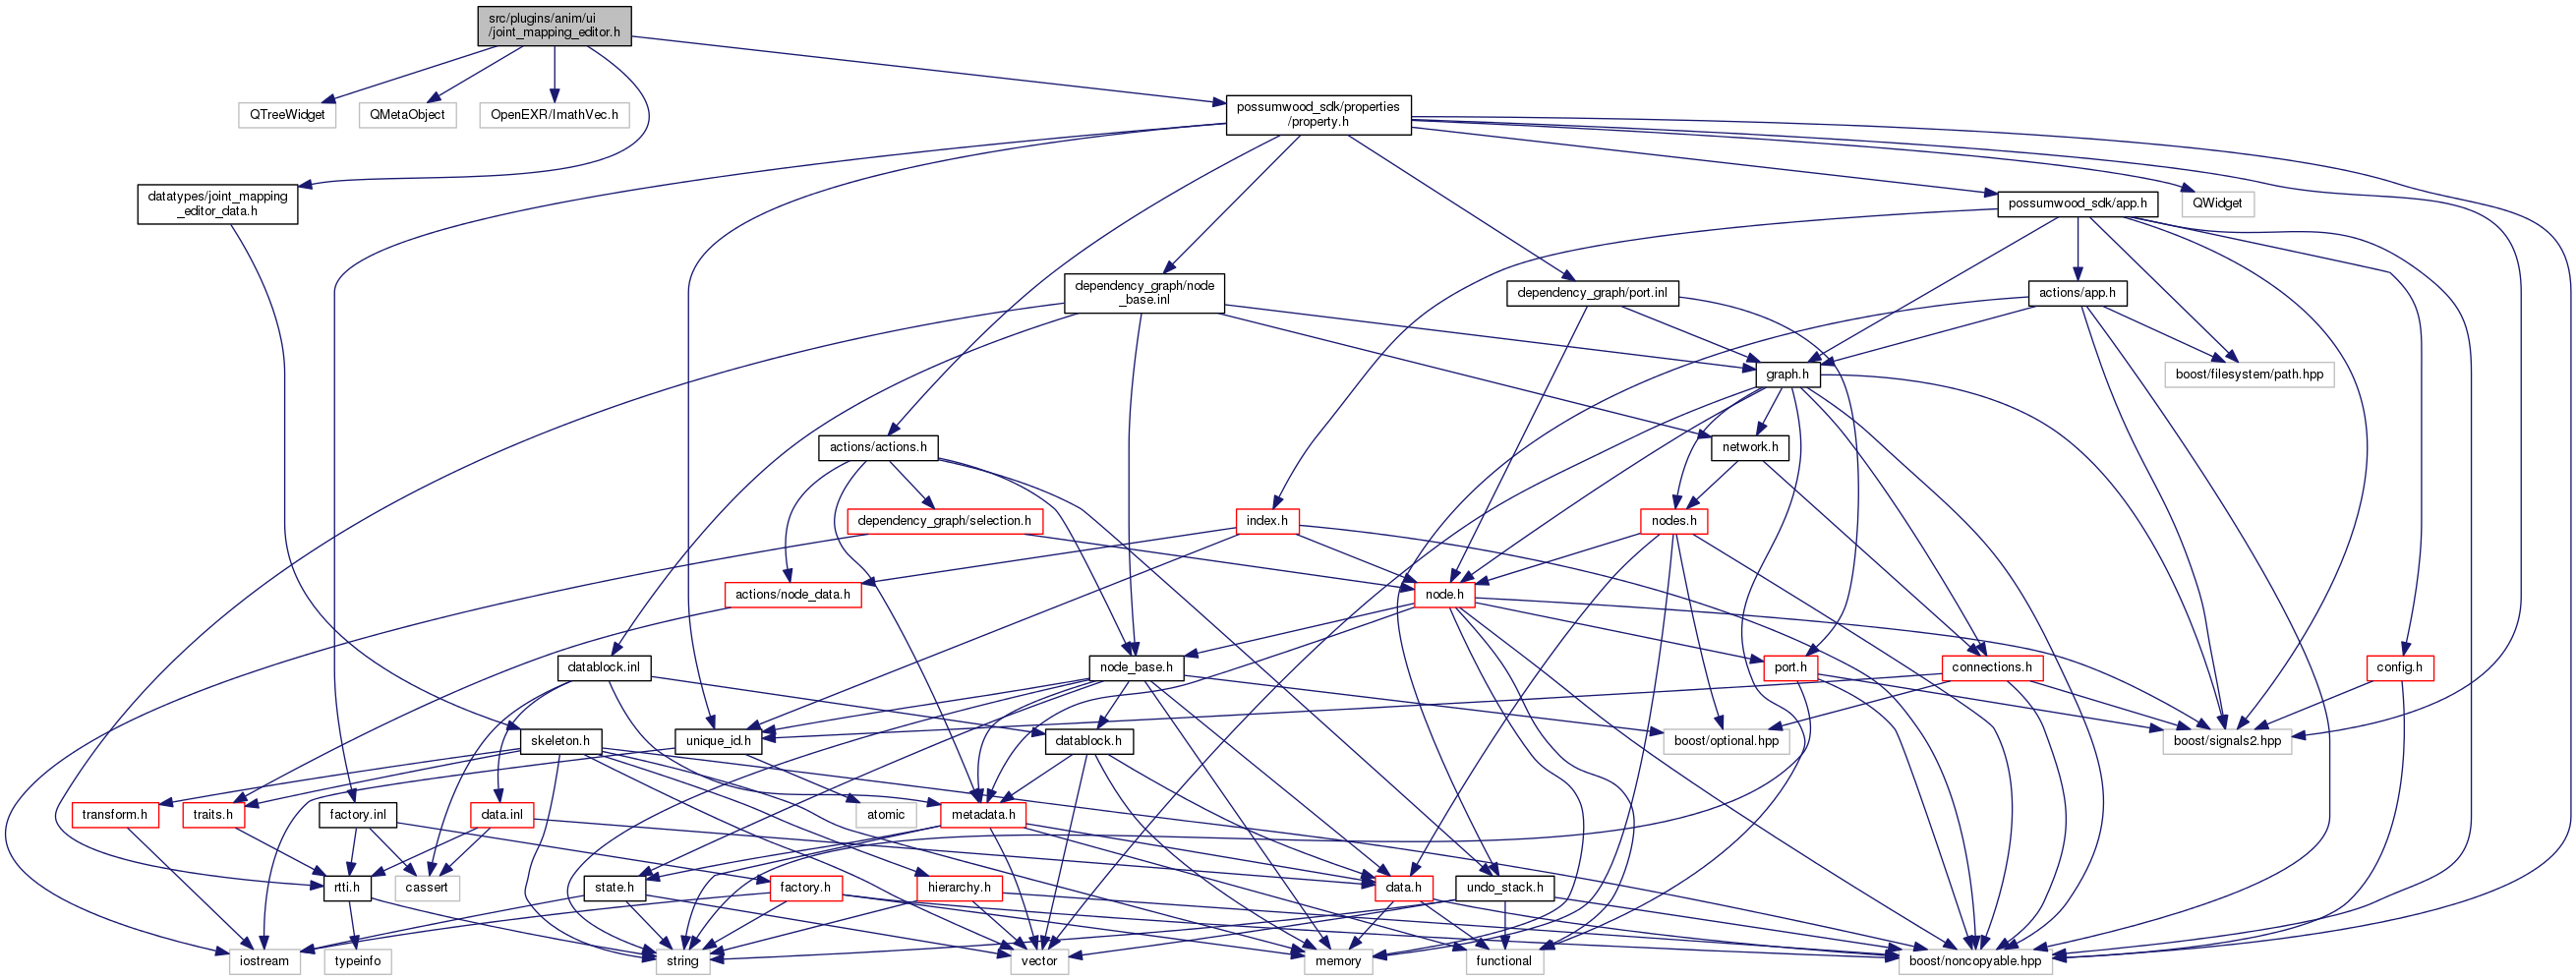 src/plugins/anim/ui
/joint_mapping_editor.h
QTreeWidget
QMetaObject
OpenEXR/ImathVec.h
possumwood_sdk/properties
/property.h
datatypes/joint_mapping
_editor_data.h
possumwood_sdk/app.h
QWidget
dependency_graph/node
_base.inl
dependency_graph/port.inl
actions/app.h
graph.h
boost/filesystem/path.hpp
actions/actions.h
network.h
dependency_graph/selection.h
index.h
nodes.h
actions/node_data.h
node.h
datablock.inl
node_base.h
port.h
connections.h
config.h
skeleton.h
unique_id.h
datablock.h
boost/optional.hpp
boost/signals2.hpp
transform.h
traits.h
factory.inl
data.inl
atomic
metadata.h
rtti.h
cassert
state.h
factory.h
hierarchy.h
data.h
undo_stack.h
iostream
typeinfo
string
vector
memory
functional
boost/noncopyable.hpp